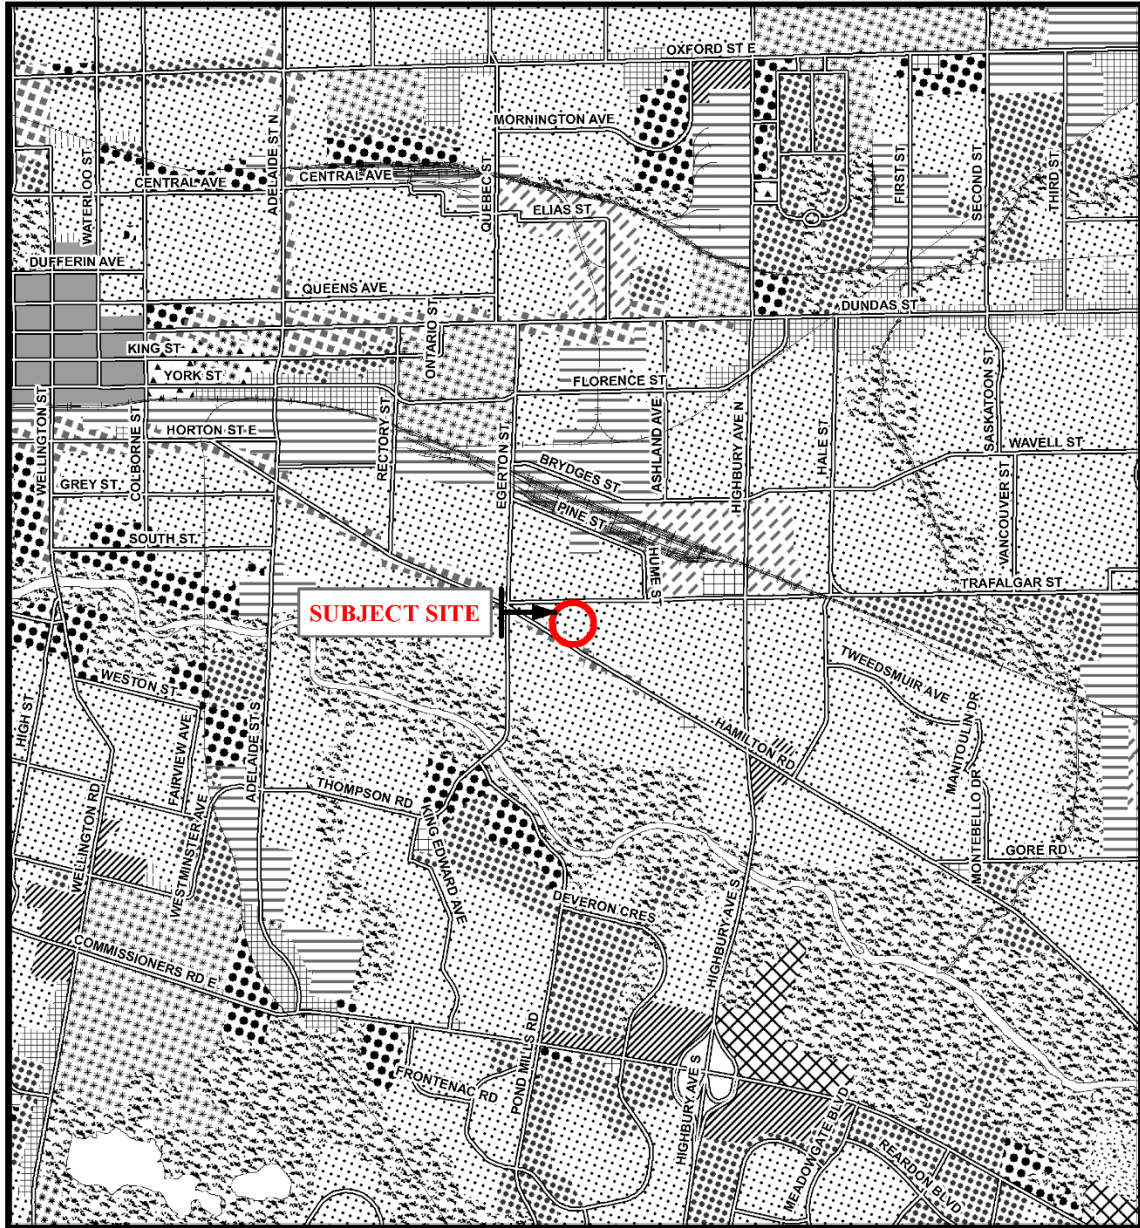 OXFORD ST E
MORNINGTON AVE
ADELAIDE ST N
WATERLOO ST
CENTRAL AVE
CENTRAL AVE
QUEBEC ST
FIRST ST
SECOND ST
THIRD ST
ELIAS ST
DUFFERIN AVE
QUEENS AVE
DUNDAS ST
ONTARIO ST
KING ST
YORK ST
FLORENCE ST
WELLINGTON ST
COLBORNE ST
HORTON ST E
RECTORY ST
EGERTON ST
ASHLAND AVE
HIGHBURY AVE N
HALE ST
SASKATOON ST
WAVELL ST
BRYDGES ST
GREY ST
PINE ST
VANCOUVER ST
SOUTH ST
HUME ST
TRAFALGAR ST
SUBJECT SITE
WESTON ST
TWEEDSMUIR AVE
HIGH ST
FAIRVIEW AVE
ADELAIDE ST S
HAMILTON RD
MANITOULIN DR
THOMPSON RD
KING EDWARD AVE
MONTEBELLO DR
WELLINGTON RD
WESTMINSTER AVE
GORE RD
DEVERON CRES
HIGHBURY AVE S
COMMISSIONERS RD E
FRONTENAC RD
POND MILLS RD
HIGHBURY AVE S
MEADOWGATE BLVD
REARDON BLVD